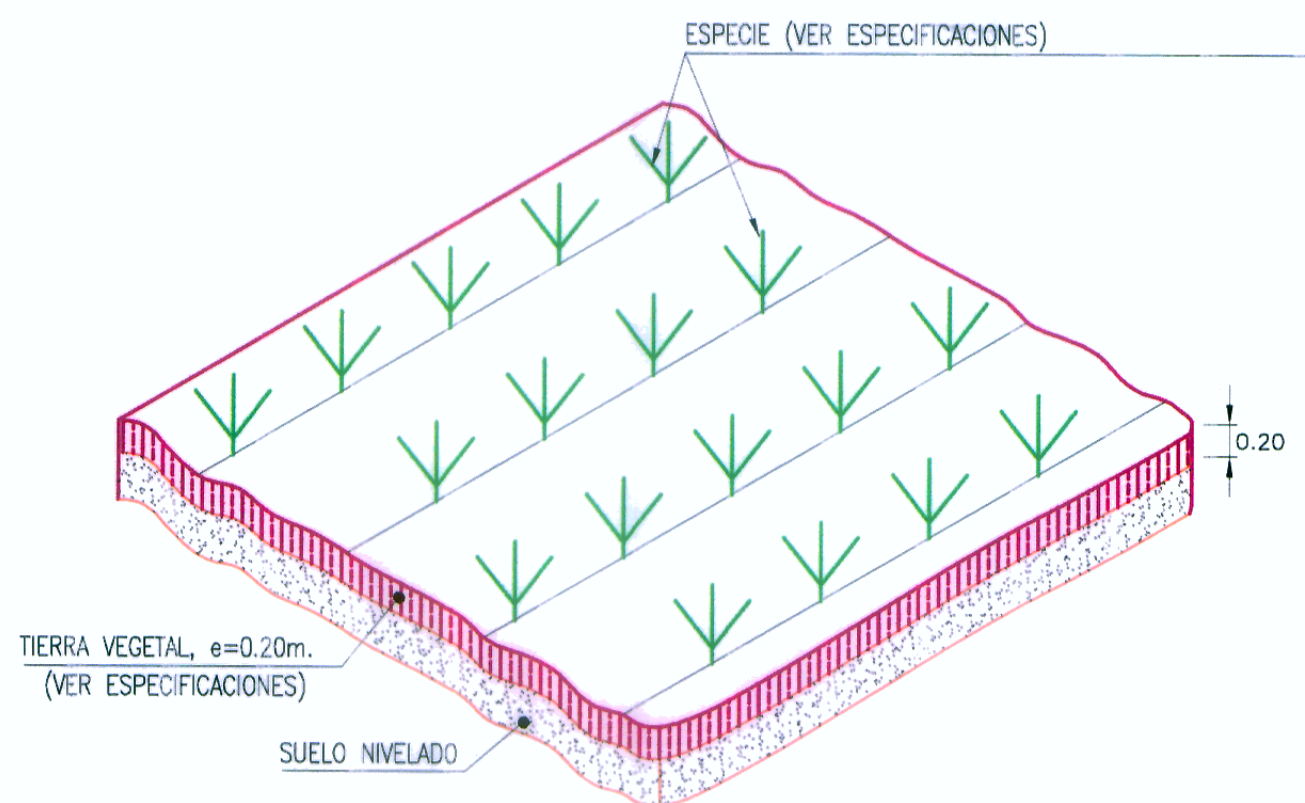 ESPECIE (VER ESPECIFICACIONES)
0.20
TIERRA VEGETAL, e=0.20m.
(VER ESPECIFICACIONES)
SUELO NIVELADO